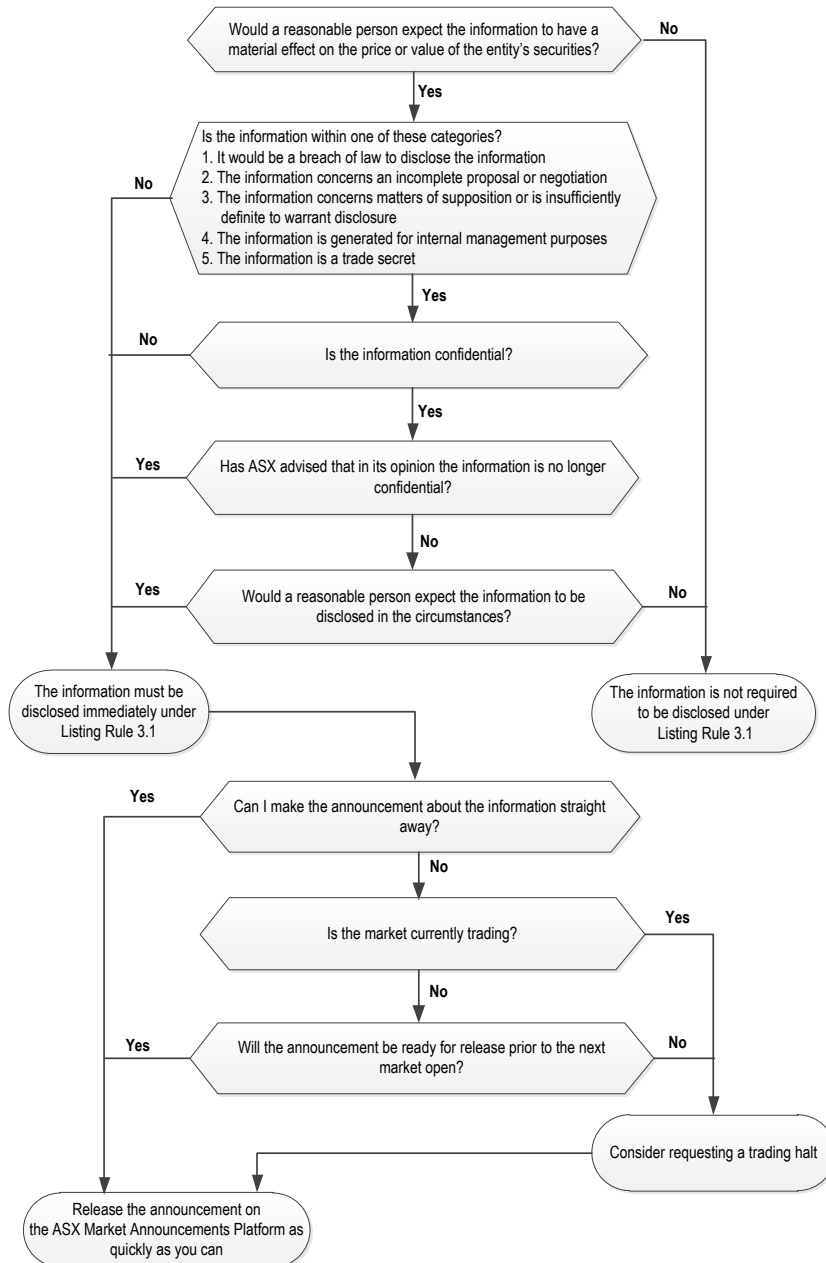 Would a reasonable person expect the information to have a
material effect on the price or value of the entity's securities?
No
Yes
Is the information within one of these categories?
1. It would be a breach of law to disclose the information
2. The information concerns an incomplete proposal or negotiation
3. The information concerns matters of supposition or is insufficiently
definite to warrant disclosure
4. The information is generated for internal management purposes
5. The information is a trade secret
No
Yes
No
Is the information confidential?
Yes
Yes
Has ASX advised that in its opinion the information is no longer
confidential?
No
Yes
Would a reasonable person expect the information to be
disclosed in the circumstances?
No
The information must be
disclosed immediately under
Listing Rule 3.1
The information is not required
to be disclosed under
Listing Rule 3.1
Yes
Can I make the announcement about the information straight
away?
No
Is the market currently trading?
Yes
No
Yes
Will the announcement be ready for release prior to the next
market open?
No
Consider requesting a trading halt
Release the announcement on
the ASX Market Announcements Platform as
quickly as you can